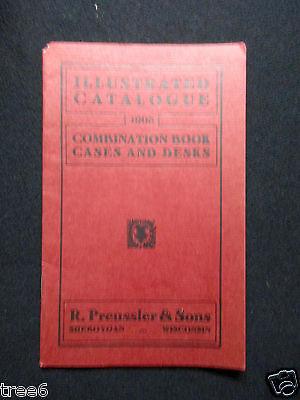 ILLUSTRATED
CATALOGUE
1908
COMBINATION BOOK
CASES AND DESKS
R. Preussler & Sons
SHEBOYGAN WISCONSIN
tree6